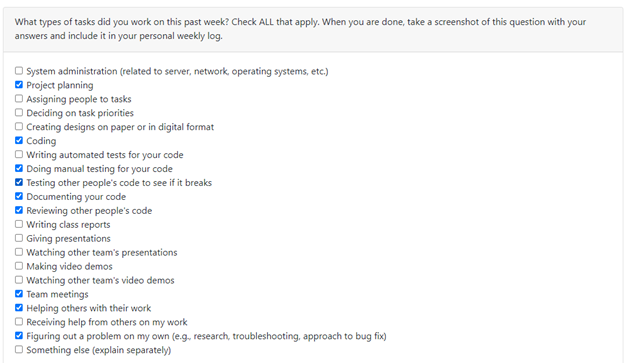 What types of tasks did you work on this past week? Check ALL that apply. When you are done, take a screenshot of this question with your
answers and include it in your personal weekly log.
System administration (related to server, network, operating systems, etc.)
Project planning
Assigning people to tasks
Deciding on task priorities
Creating designs on paper or in digital format
Coding
Writing automated tests for your code
Doing manual testing for your code
Testing other people's code to see if it breaks
Documenting your code
Reviewing other people's code
Writing class reports
Giving presentations
Watching other team's presentations
Making video demos
Watching other team's video demos
Team meetings
Helping others with their work
Receiving help from others on my work
Figuring out a problem on my own (e.g., research, troubleshooting, approach to bug fix)
Something else (explain separately)